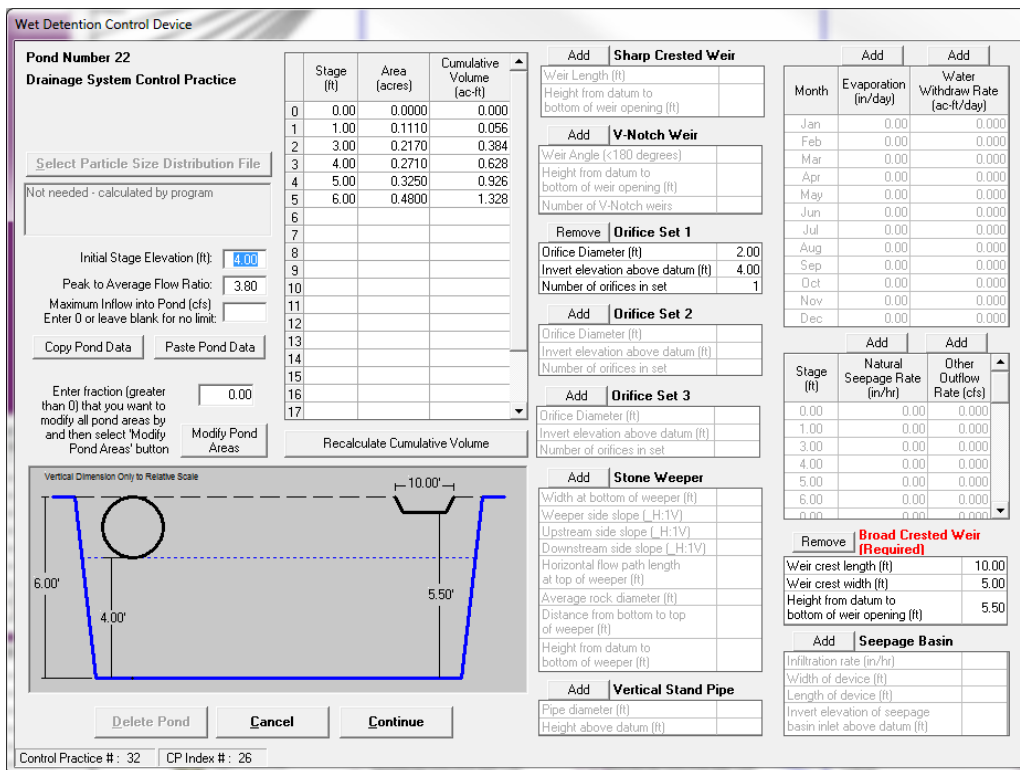 Wet Detention Control Device
Pond Number 22
Drainage System Control Practice
Select Particle Size Distribution File
Not needed - calculated by program
Initial Stage Elevation (ft): 4.00
Peak to Average Flow Ratio: 3.80
Maximum Inflow into Pond (cfs)
Enter 0 or leave blank for no limit:
Copy Pond Data Paste Pond Data
Enter fraction (greater
than 0) that you want to
modify all pond areas by
and then select 'Modify
Pond Areas' button
0.00
Modify Pond
Areas
Stage
(ft)
Area
(acres)
Cumulative
Volume
(ac-ft)
0 0.00 0.0000 0.000
1 1.00 0.1110 0.056
2 3.00 0.2170 0.384
3 4.00 0.2710 0.628
4 5.00 0.3250 0.926
5 6.00 0.4800 1.328
6
7
8
9
10
11
12
13
14
15
16
17
Recalculate Cumulative Volume
Vertical Dimension Only to Relative Scale
10.00'
6.00'
4.00'
5.50'
Delete Pond Cancel Continue
Control Practice # : 32 CP Index # : 26
Add Sharp Crested Weir
Weir Length (ft)
Height from datum to
bottom of weir opening (ft)
Add V-Notch Weir
Weir Angle (<180 degrees)
Height from datum to
bottom of weir opening (ft)
Number of V-Notch weirs
Remove Orifice Set 1
Orifice Diameter (ft) 2.00
Invert elevation above datum (ft) 4.00
Number of orifices in set 1
Add Orifice Set 2
Orifice Diameter (ft)
Invert elevation above datum (ft)
Number of orifices in set
Add Orifice Set 3
Orifice Diameter (ft)
Invert elevation above datum (ft)
Number of orifices in set
Add Stone Weeper
Width at bottom of weeper (ft)
Weeper side slope (_H:1V)
Upstream side slope (_H:1V)
Downstream side slope (_H:1V)
Horizontal flow path length
at top of weeper (ft)
Average rock diameter (ft)
Distance from bottom to top
of weeper (ft)
Height from datum to
bottom of weeper (ft)
Add Vertical Stand Pipe
Pipe diameter (ft)
Height above datum (ft)
Add Add
Month
Evaporation
(in/day)
Water
Withdraw Rate
(ac-ft/day)
Jan 0.00 0.000
Feb 0.00 0.000
Mar 0.00 0.000
Apr 0.00 0.000
May 0.00 0.000
Jun 0.00 0.000
Jul 0.00 0.000
Aug 0.00 0.000
Sep 0.00 0.000
Oct 0.00 0.000
Nov 0.00 0.000
Dec 0.00 0.000
Add Add
Stage
(ft)
Natural
Seepage Rate
(in/hr)
Other
Outflow
Rate (cfs)
0.00 0.00 0.000
1.00 0.00 0.000
3.00 0.00 0.000
4.00 0.00 0.000
5.00 0.00 0.000
6.00 0.00 0.000
0.00 0.00 0.000
Remove Broad Crested Weir
(Required)
Weir crest length (ft) 10.00
Weir crest width (ft) 5.00
Height from datum to
bottom of weir opening (ft) 5.50
Add Seepage Basin
Infiltration rate (in/hr)
Width of device (ft)
Length of device (ft)
Invert elevation of seepage
basin inlet above datum (ft)